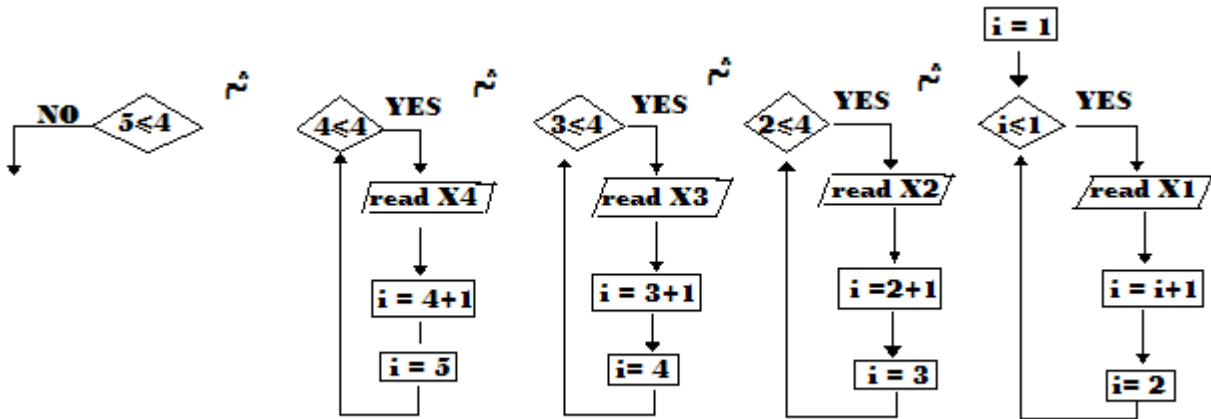 i = 1
i≤1
YES
read X1
i = i+1
i= 2
2≤4
YES
read X2
i =2+1
i = 3
3≤4
YES
read X3
i = 3+1
i= 4
4≤4
YES
read X4
i = 4+1
i = 5
5≤4
NO